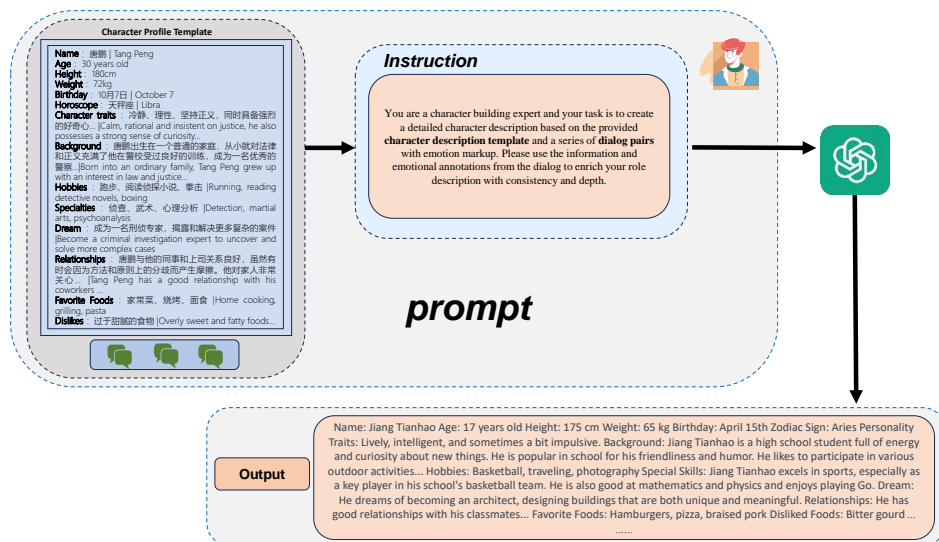 Character Profile Template
Name : 唐鹏 | Tang Peng
Age : 30 years old
Height : 180cm
Weight : 72kg
Birthday : 10月7日 | October 7
Horoscope : 天秤座 | Libra
Character traits : 冷静、理性、坚持正义，同时具备强烈
的好奇心... |Calm, rational and insistent on justice, he also
possesses a strong sense of curiosity...
Background : 唐鹏出生在一个普通的家庭，从小就对法律
和正义充满了他在警校受过良好的训练，成为一名优秀的
警察...|Born into an ordinary family, Tang Peng grew up
with an interest in law and justice...
Hobbies : 跑步、阅读侦探小说、拳击 |Running, reading
detective novels, boxing
Specialties : 侦查、武术、心理分析 |Detection, martial
arts, psychoanalysis
Dream : 成为一名刑侦专家，揭露和解决更多复杂的案件
|Become a criminal investigation expert to uncover and
solve more complex cases
Relationships : 唐鹏与他的同事和上司关系良好，虽然有
时会因为方法和原则上的分歧而产生摩擦。他对家人非常
关心... |Tang Peng has a good relationship with his
coworkers ...
Favorite Foods : 家常菜、烧烤、面食 |Home cooking,
grilling, pasta
Dislikes : 过于甜腻的食物 |Overly sweet and fatty foods...
Instruction
You are a character building expert and your task is to create
a detailed character description based on the provided
character description template and a series of dialog pairs
with emotion markup. Please use the information and
emotional annotations from the dialog to enrich your role
description with consistency and depth.
prompt
Output
Name: Jiang Tianhao Age: 17 years old Height: 175 cm Weight: 65 kg Birthday: April 15th Zodiac Sign: Aries Personality
Traits: Lively, intelligent, and sometimes a bit impulsive. Background: Jiang Tianhao is a high school student full of energy
and curiosity about new things. He is popular in school for his friendliness and humor. He likes to participate in various
outdoor activities... Hobbies: Basketball, traveling, photography Special Skills: Jiang Tianhao excels in sports, especially as
a key player in his school's basketball team. He is also good at mathematics and physics and enjoys playing Go. Dream:
He dreams of becoming an architect, designing buildings that are both unique and meaningful. Relationships: He has
good relationships with his classmates... Favorite Foods: Hamburgers, pizza, braised pork Disliked Foods: Bitter gourd ...
......